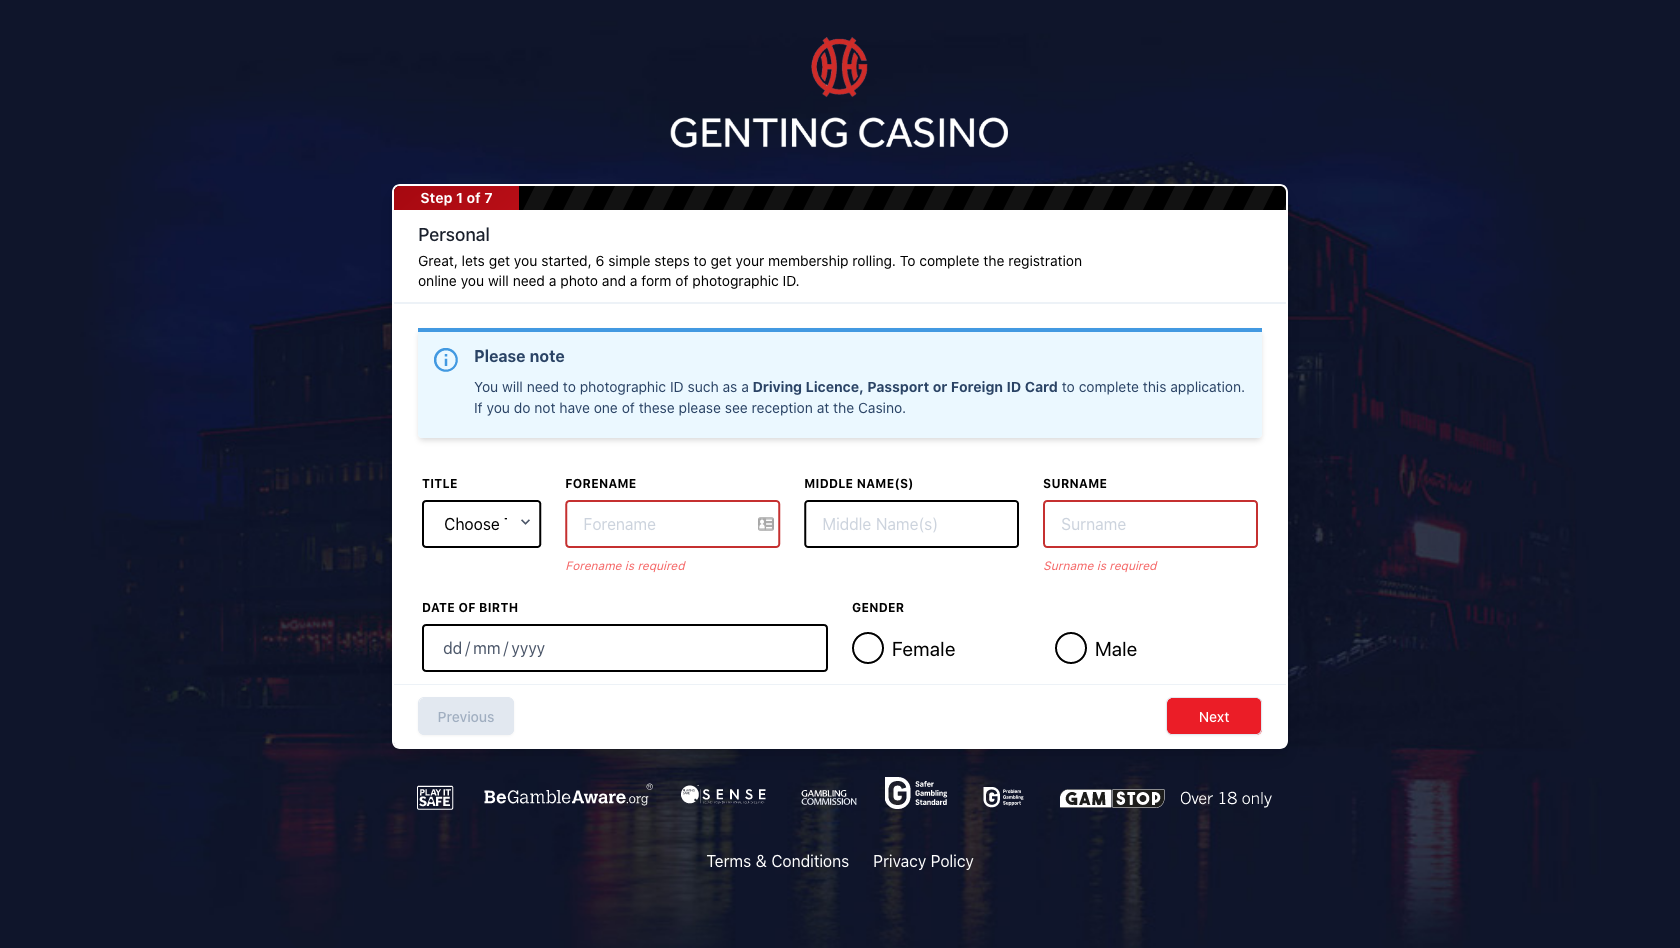 GENTING CASINO
Step 1 of 7
Personal
Great, lets get you started, 6 simple steps to get your membership rolling. To complete the registration
online you will need a photo and a form of photographic ID.
Please note
You will need to photographic ID such as a Driving Licence, Passport or Foreign ID Card to complete this application.
If you do not have one of these please see reception at the Casino.
TITLE FORENAME MIDDLE NAME(S) SURNAME
Choose Forename Middle Name(s) Surname
Forename is required Surname is required
DATE OF BIRTH GENDER
dd/mm/yyyy Female Male
Previous Next
PLAY IT SAFE
BeGambleAware.org®
SENSE
GAMBLING COMMISSION
G Safer Gambling Standard
G Problem Gambling Support
GAMSTOP
Over 18 only
Terms & Conditions Privacy Policy